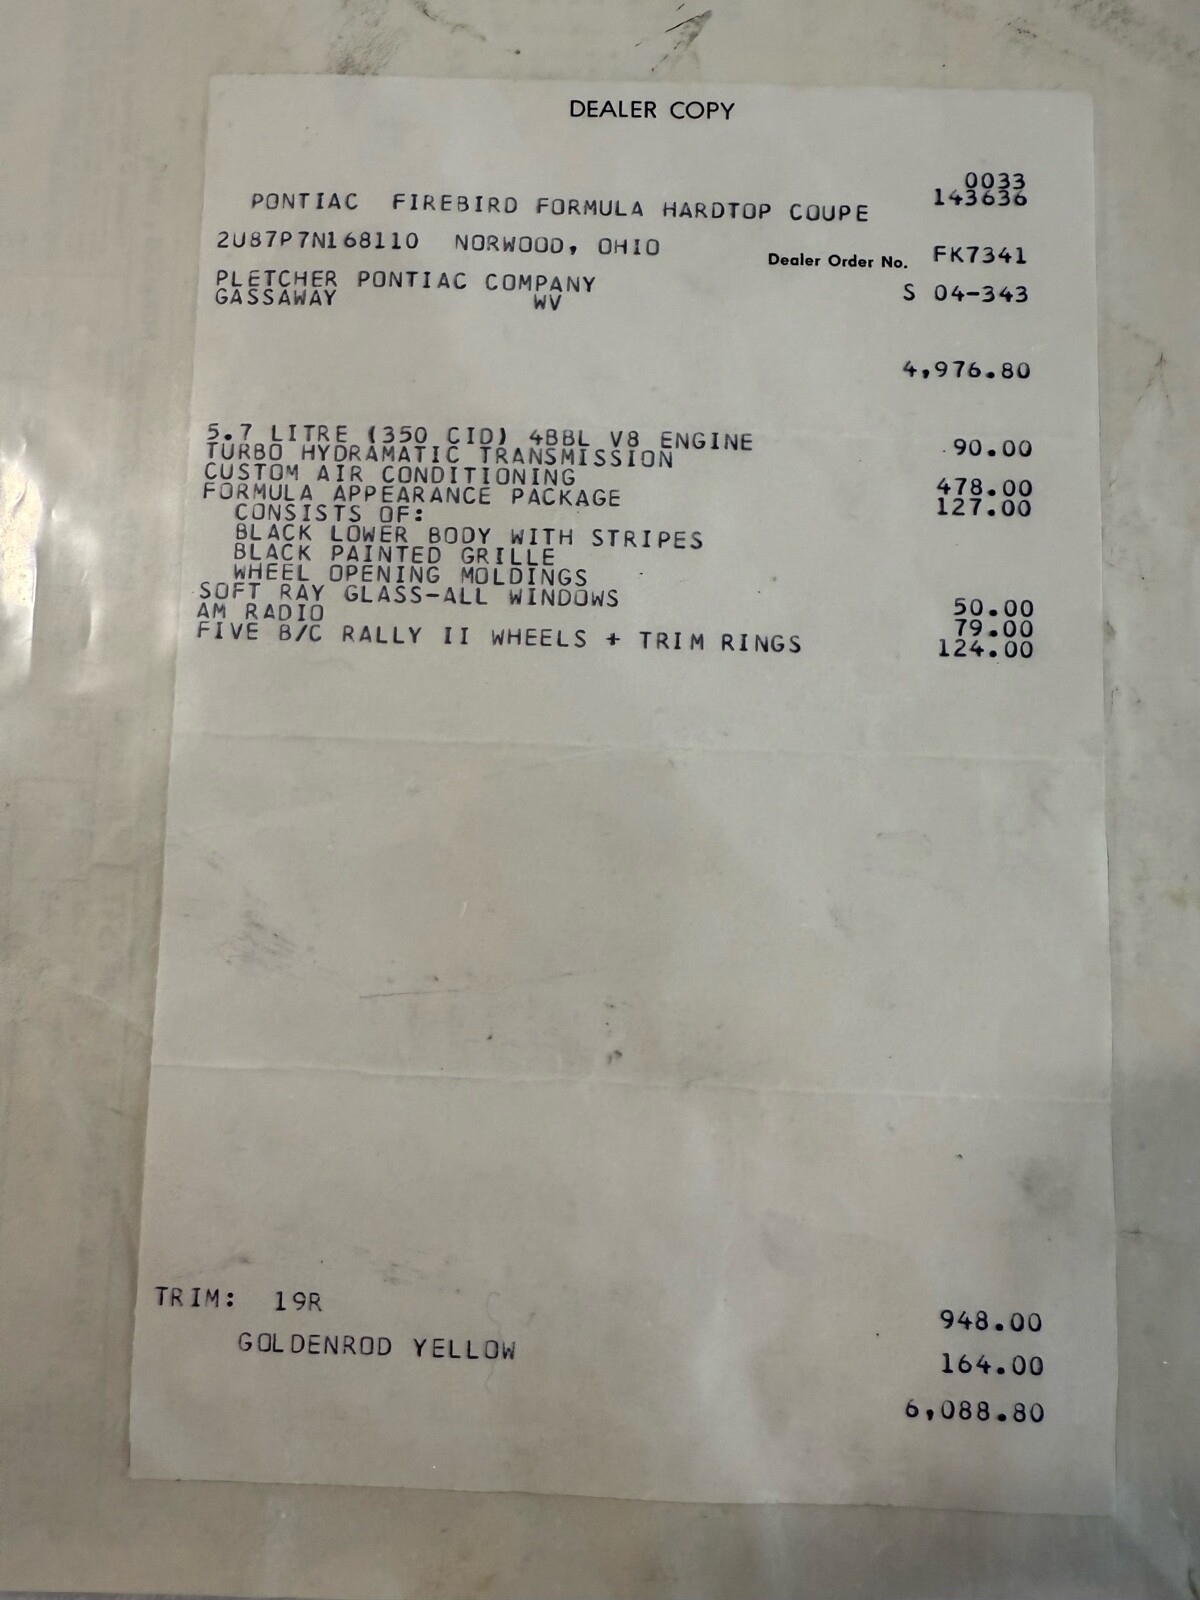 DEALER COPY
0033
PONTIAC FIREBIRD FORMULA HARDTOP COUPE 143636
2U87P7N168110 NORWOOD, OHIO Dealer Order No. FK7341
PLETCHER PONTIAC COMPANY
GASSAWAY WV S 04-343
4,976.80
5.7 LITRE (350 CID) 4BBL V8 ENGINE 90.00
TURBO HYDRAMATIC TRANSMISSION
CUSTOM AIR CONDITIONING 478.00
FORMULA APPEARANCE PACKAGE 127.00
CONSISTS OF:
BLACK LOWER BODY WITH STRIPES
BLACK PAINTED GRILLE
WHEEL OPENING MOLDINGS
SOFT RAY GLASS-ALL WINDOWS 50.00
AM RADIO 79.00
FIVE B/C RALLY II WHEELS + TRIM RINGS 124.00
TRIM: 19R 948.00
GOLDENROD YELLOW 164.00
6,088.80